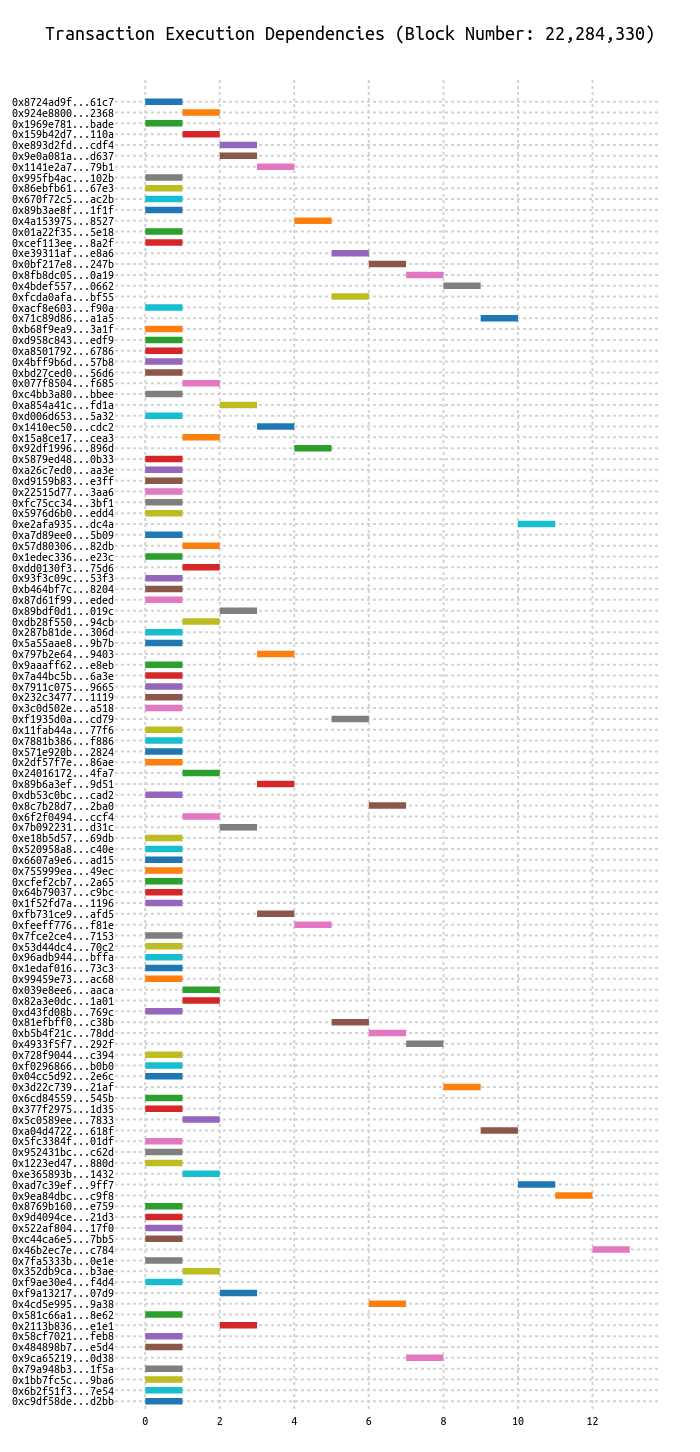 Transaction Execution Dependencies (Block Number: 22,284,330)
0x8724ad9f...61c7
0x924e8800...2368
0x1969e781...bade
0x159b42d7...110a
0xe893d2fd...cdf4
0x9e0a081a...d637
0x1141e2a7...79b1
0x995fb4ac...102b
0x86ebfb61...67e3
0x670f72c5...ac2b
0x89b3ae8f...1f1f
0x4a153975...8527
0x01a22f35...5e18
0xcef113ee...8a2f
0xe39311af...e8a6
0x0bf217e8...247b
0x8fb8dc05...0a19
0x4bdef557...0662
0xfcda0afa...bf55
0xacf8e603...f90a
0x71c89d86...a1a5
0xb68f9ea9...3a1f
0xd958c843...edf9
0xa8501792...6786
0x4bff9b6d...57b8
0xbd27ced0...56d6
0x077f8504...f685
0xc4bb3a80...bbee
0xa854a41c...fd1a
0xd006d653...5a32
0x1410ec50...cdc2
0x15a8ce17...cea3
0x92df1996...896d
0x5879ed48...0b33
0xa26c7ed0...aa3e
0xd9159b83...e3ff
0x22515d77...3aa6
0xfc75cc34...3bf1
0x5976d6b0...edd4
0xe2afa935...dc4a
0xa7d89ee0...5b09
0x57d80306...82db
0x1edec336...e23c
0xdd0130f3...75d6
0x93f3c09c...53f3
0xb464bf7c...8204
0x87d61f99...eded
0x89bdf0d1...019c
0xdb28f550...94cb
0x287b81de...306d
0x5a55aae8...9b7b
0x797b2e64...9403
0x9aaaff62...e8eb
0x7a44bc5b...6a3e
0x7911c075...9665
0x232c3477...1119
0x3c0d502e...a518
0xf1935d0a...cd79
0x11fab44a...77f6
0x7881b386...f886
0x571e920b...2824
0x2df57f7e...86ae
0x24016172...4fa7
0x89b6a3ef...9d51
0xdb53c0bc...cad2
0x8c7b28d7...2ba0
0x6f2f0494...ccf4
0x7b092231...d31c
0xe18b5d57...69db
0x520958a8...c40e
0x6607a9e6...ad15
0x755999ea...49ec
0xcfef2cb7...2a65
0x64b79037...c9bc
0x1f52fd7a...1196
0xfb731ce9...afd5
0xfeeff776...f81e
0x7fce2ce4...7153
0x53d44dc4...70c2
0x96adb944...bffa
0x1edaf016...73c3
0x99459e73...ac68
0x039e8ee6...aaca
0x82a3e0dc...1a01
0xd43fd08b...769c
0x81efbff0...c38b
0xb5b4f21c...78dd
0x4933f5f7...292f
0x728f9044...c394
0xf0296866...b0b0
0x04cc5d92...2e6c
0x3d22c739...21af
0x6cd84559...545b
0x377f2975...1d35
0x5c0589ee...7833
0xa04d4722...618f
0x5fc3384f...01df
0x952431bc...c62d
0x1223ed47...880d
0xe365893b...1432
0xad7c39ef...9ff7
0x9ea84dbc...c9f8
0x8769b160...e759
0x9d4094ce...21d3
0x522af804...17f0
0xc44ca6e5...7bb5
0x46b2ec7e...c784
0x7fa5333b...0e1e
0x352db9ca...b3ae
0xf9ae30e4...f4d4
0xf9a13217...07d9
0x4cd5e995...9a38
0x581c66a1...8e62
0x2113b836...e1e1
0x58cf7021...feb8
0x484898b7...e5d4
0x9ca65219...0d38
0x79a948b3...1f5a
0x1bb7fc5c...9ba6
0x6b2f51f3...7e54
0xc9df58de...d2bb
0 2 4 6 8 10 12